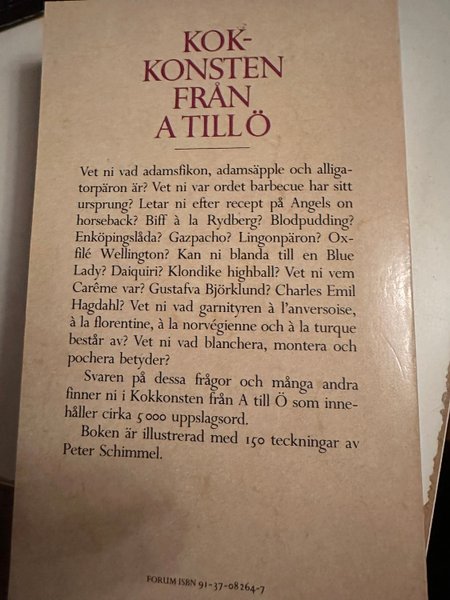 KOK-
KONSTEN
FRÅN
A TILL Ö
Vet ni vad adamsfikon, adamsäpple och alliga-
torpäron är? Vet ni var ordet barbecue har sitt
ursprung? Letar ni efter recept på Angels on
horseback? Biff à la Rydberg? Blodpudding?
Enköpingslåda? Gazpacho? Lingonpäron? Ox-
filé Wellington? Kan ni blanda till en Blue
Lady? Daiquiri? Klondike highball? Vet ni vem
Carême var? Gustafva Björklund? Charles Emil
Hagdahl? Vet ni vad garnityren à l'anversoise,
à la florentine, à la norvégienne och à la turque
består av? Vet ni vad blanchera, montera och
pochera betyder?
Svaren på dessa frågor och många andra
finner ni i Kokkonsten från A till Ö som inne-
håller cirka 5 000 uppslagsord.
Boken är illustrerad med 150 teckningar av
Peter Schimmel.
FORUM ISBN 91-37-08264-7